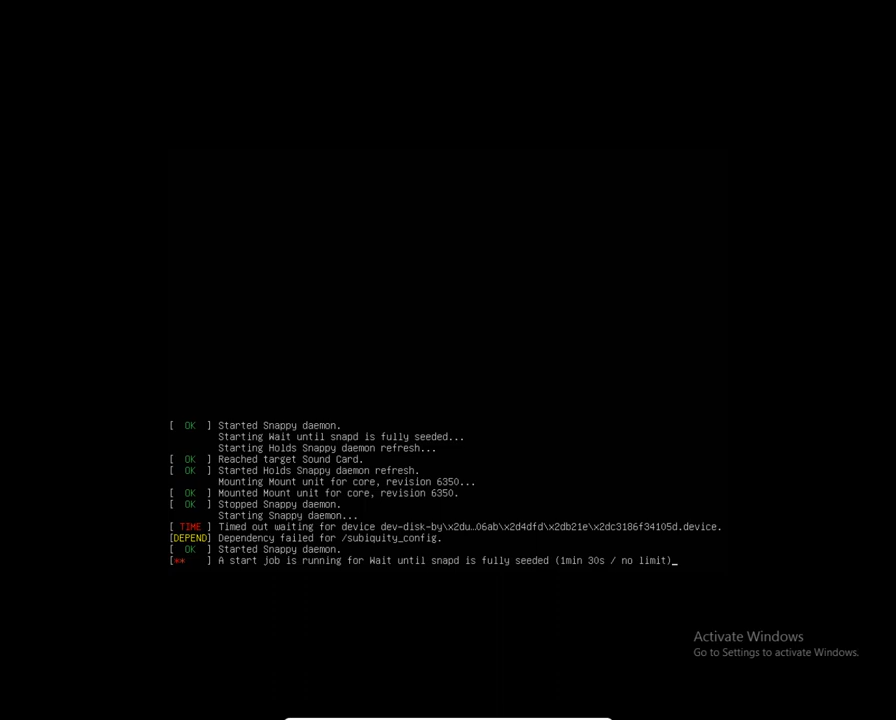 [  OK  ] Started Snappy daemon.
Starting Wait until snapd is fully seeded...
Starting Holds Snappy daemon refresh...
[  OK  ] Reached target Sound Card.
[  OK  ] Started Holds Snappy daemon refresh.
Mounting Mount unit for core, revision 6350...
[  OK  ] Mounted Mount unit for core, revision 6350.
[  OK  ] Stopped Snappy daemon.
Starting Snappy daemon...
[ TIME ] Timed out waiting for device dev-disk-by\x2du…06ab\x2d4dfd\x2db21e\x2dc3186f34105d.device.
[DEPEND] Dependency failed for /subiquity_config.
[  OK  ] Started Snappy daemon.
[**    ] A start job is running for Wait until snapd is fully seeded (1min 30s / no limit)_
Activate Windows
Go to Settings to activate Windows.